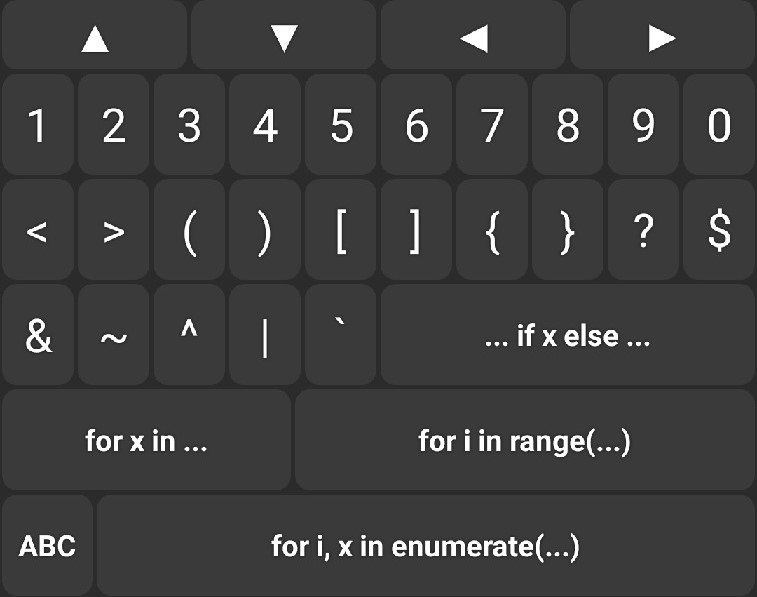 ▲ ▼ ◀ ▶
1 2 3 4 5 6 7 8 9 0
< > ( ) [ ] { } ? $
& ~ ^ | ` ... if x else ...
for x in ... for i in range(...)
ABC for i, x in enumerate(...)